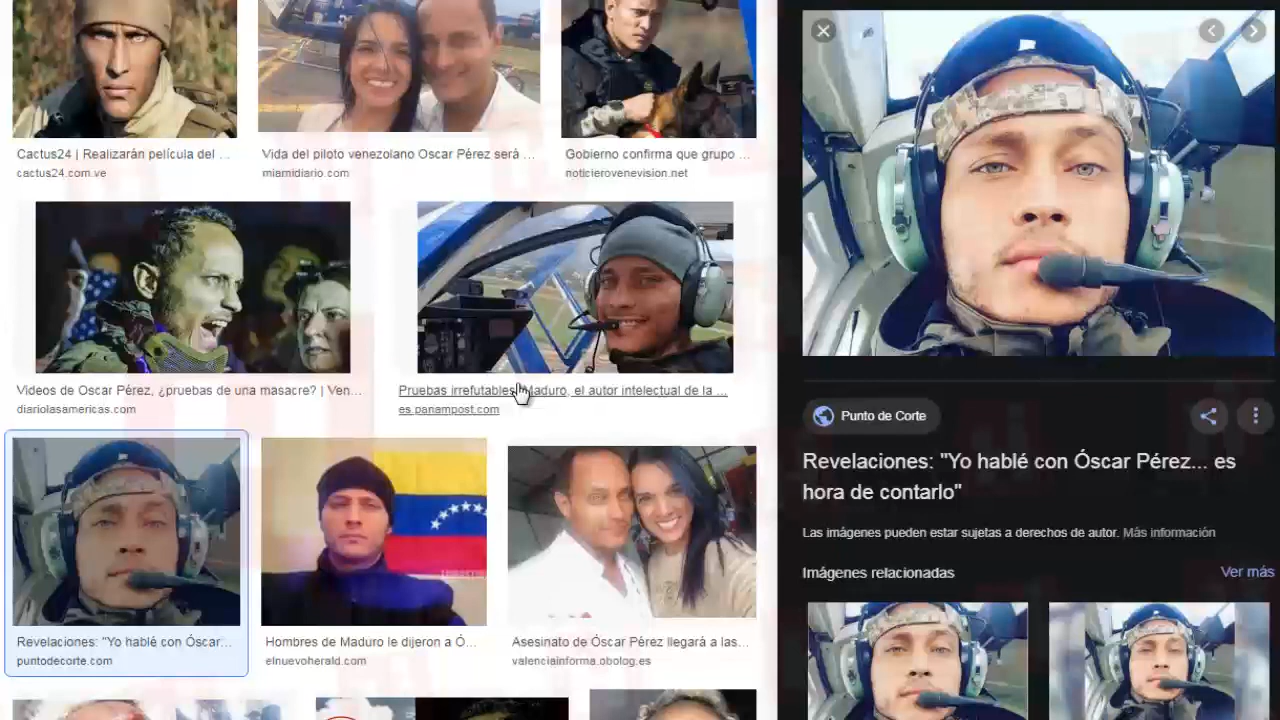 Cactus24 | Realizarán película del ...
cactus24.com.ve
Vida del piloto venezolano Oscar Pérez será ...
miamidiario.com
Gobierno confirma que grupo ...
noticierovenevision.net
Videos de Oscar Pérez, ¿pruebas de una masacre? | Ven...
diariolasamericas.com
Pruebas irrefutables Maduro, el autor intelectual de la ...
es.panampost.com
Revelaciones: "Yo hablé con Óscar...
puntodecorte.com
Hombres de Maduro le dijeron a Ó...
elnuevoherald.com
Asesinato de Óscar Pérez llegará a las...
valenciainforma.obolog.es
Punto de Corte
Revelaciones: "Yo hablé con Óscar Pérez... es
hora de contarlo"
Las imágenes pueden estar sujetas a derechos de autor. Más información
Imágenes relacionadas
Ver más